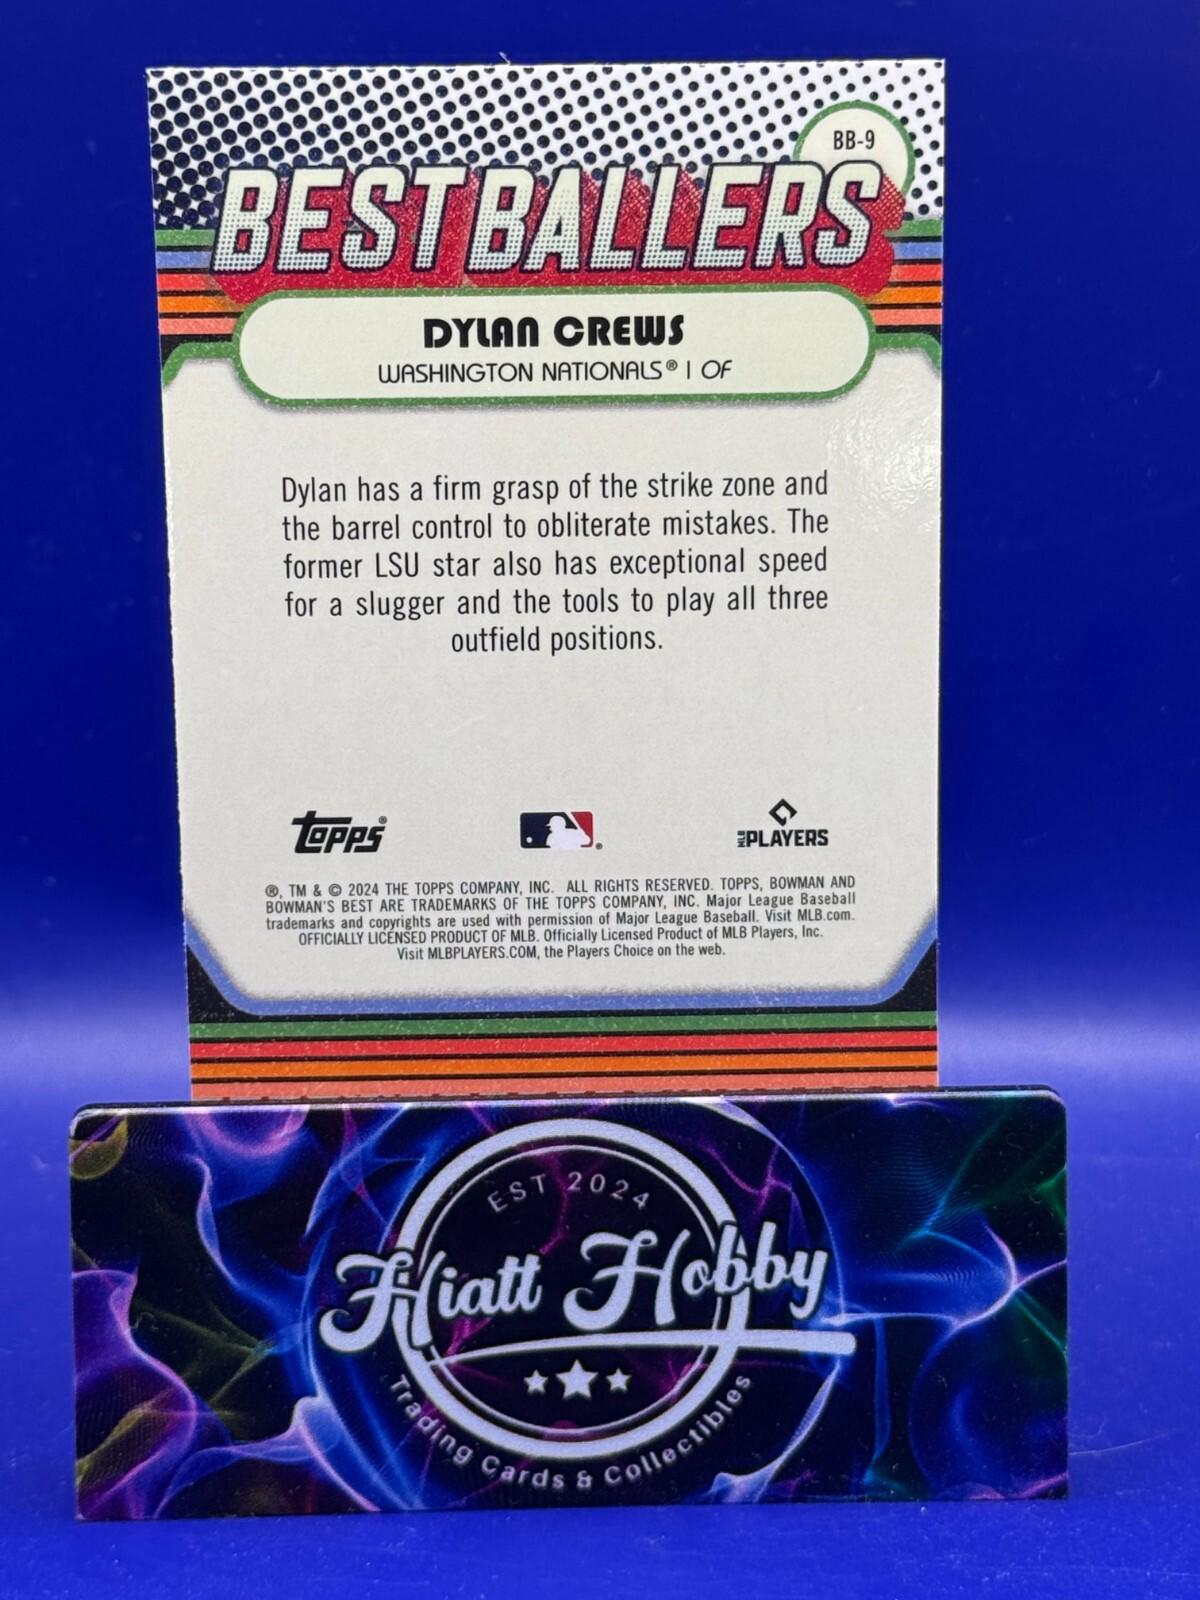 BB-9
BEST BALLERS
DYLAN CREWS
WASHINGTON NATIONALS® | OF
Dylan has a firm grasp of the strike zone and
the barrel control to obliterate mistakes. The
former LSU star also has exceptional speed
for a slugger and the tools to play all three
outfield positions.
Topps®
MLB PLAYERS
®, TM & © 2024 THE TOPPS COMPANY, INC. ALL RIGHTS RESERVED. TOPPS, BOWMAN AND
BOWMAN'S BEST ARE TRADEMARKS OF THE TOPPS COMPANY, INC. Major League Baseball
trademarks and copyrights are used with permission of Major League Baseball. Visit MLB.com.
OFFICIALLY LICENSED PRODUCT OF MLB. Officially Licensed Product of MLB Players, Inc.
Visit MLBPLAYERS.COM, the Players Choice on the web.
EST 2024
Hiatt Hobby
Trading Cards & Collectibles